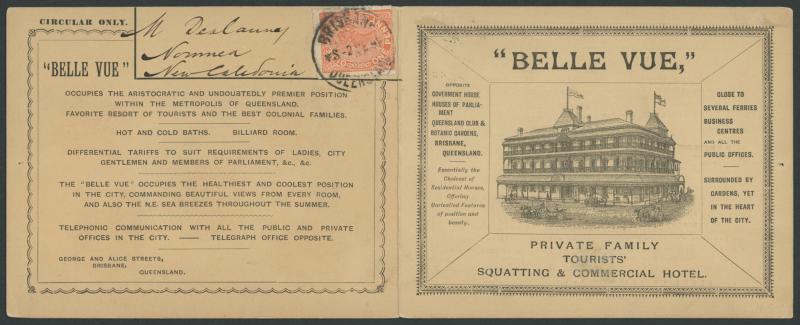 CIRCULAR ONLY.
M Deslaunes
Noumea
New Caledonia
BRISBANE
QUEENSLAND
"BELLE VUE"
OCCUPIES THE ARISTOCRATIC AND UNDOUBTEDLY PREMIER POSITION
WITHIN THE METROPOLIS OF QUEENSLAND.
FAVORITE RESORT OF TOURISTS AND THE BEST COLONIAL FAMILIES.
HOT AND COLD BATHS. BILLIARD ROOM.
DIFFERENTIAL TARIFFS TO SUIT REQUIREMENTS OF LADIES, CITY
GENTLEMEN AND MEMBERS OF PARLIAMENT, &c., &c.
THE "BELLE VUE" OCCUPIES THE HEALTHIEST AND COOLEST POSITION
IN THE CITY, COMMANDING BEAUTIFUL VIEWS FROM EVERY ROOM,
AND ALSO THE N.E. SEA BREEZES THROUGHOUT THE SUMMER.
TELEPHONIC COMMUNICATION WITH ALL THE PUBLIC AND PRIVATE
OFFICES IN THE CITY. —— TELEGRAPH OFFICE OPPOSITE.
GEORGE AND ALICE STREETS,
BRISBANE,
QUEENSLAND.
"BELLE VUE,"
OPPOSITE
GOVERMENT HOUSE
HOUSES OF PARLIA-
MENT
QUEENSLAND CLUB &
BOTANIC GARDENS,
BRISBANE,
QUEENSLAND.
Essentially the
Choicest of
Residential Houses,
Offering
Unrivalled Features
of position and
beauty.
CLOSE TO
SEVERAL FERRIES
BUSINESS
CENTRES
AND ALL THE
PUBLIC OFFICES.
SURROUNDED BY
GARDENS, YET
IN THE HEART
OF THE CITY.
PRIVATE FAMILY
TOURISTS'
SQUATTING & COMMERCIAL HOTEL.